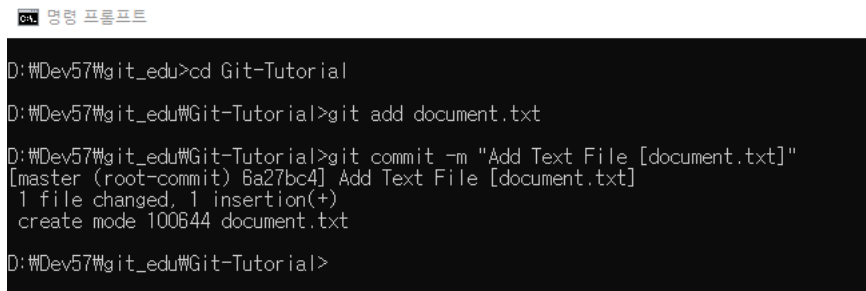 명령 프롬프트
D:₩Dev57₩git_edu>cd Git-Tutorial
D:₩Dev57₩git_edu₩Git-Tutorial>git add document.txt
D:₩Dev57₩git_edu₩Git-Tutorial>git commit -m "Add Text File [document.txt]"
[master (root-commit) 6a27bc4] Add Text File [document.txt]
 1 file changed, 1 insertion(+)
 create mode 100644 document.txt
D:₩Dev57₩git_edu₩Git-Tutorial>